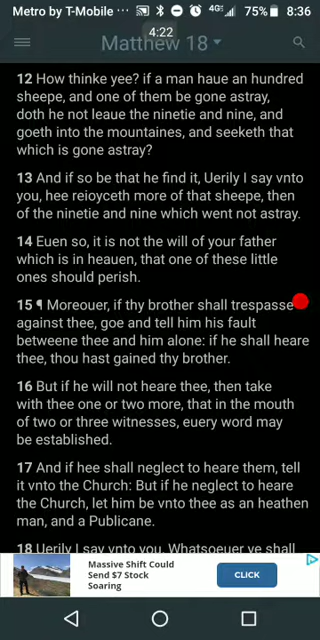 Metro by T-Mobile ··· 4G 75% 8:36
4:22
Matthew 18
12 How thinke yee? if a man haue an hundred
sheepe, and one of them be gone astray,
doth he not leaue the ninetie and nine, and
goeth into the mountaines, and seeketh that
which is gone astray?
13 And if so be that he find it, Uerily I say vnto
you, hee reioyceth more of that sheepe, then
of the ninetie and nine which went not astray.
14 Euen so, it is not the will of your father
which is in heauen, that one of these little
ones should perish.
15 ¶ Moreouer, if thy brother shall trespasse
against thee, goe and tell him his fault
betweene thee and him alone: if he shall heare
thee, thou hast gained thy brother.
16 But if he will not heare thee, then take
with thee one or two more, that in the mouth
of two or three witnesses, euery word may
be established.
17 And if hee shall neglect to heare them, tell
it vnto the Church: But if he neglect to heare
the Church, let him be vnto thee as an heathen
man, and a Publicane.
18 Uerily I say vnto you, Whatsoeuer ye shall
Massive Shift Could
Send $7 Stock
Soaring
CLICK